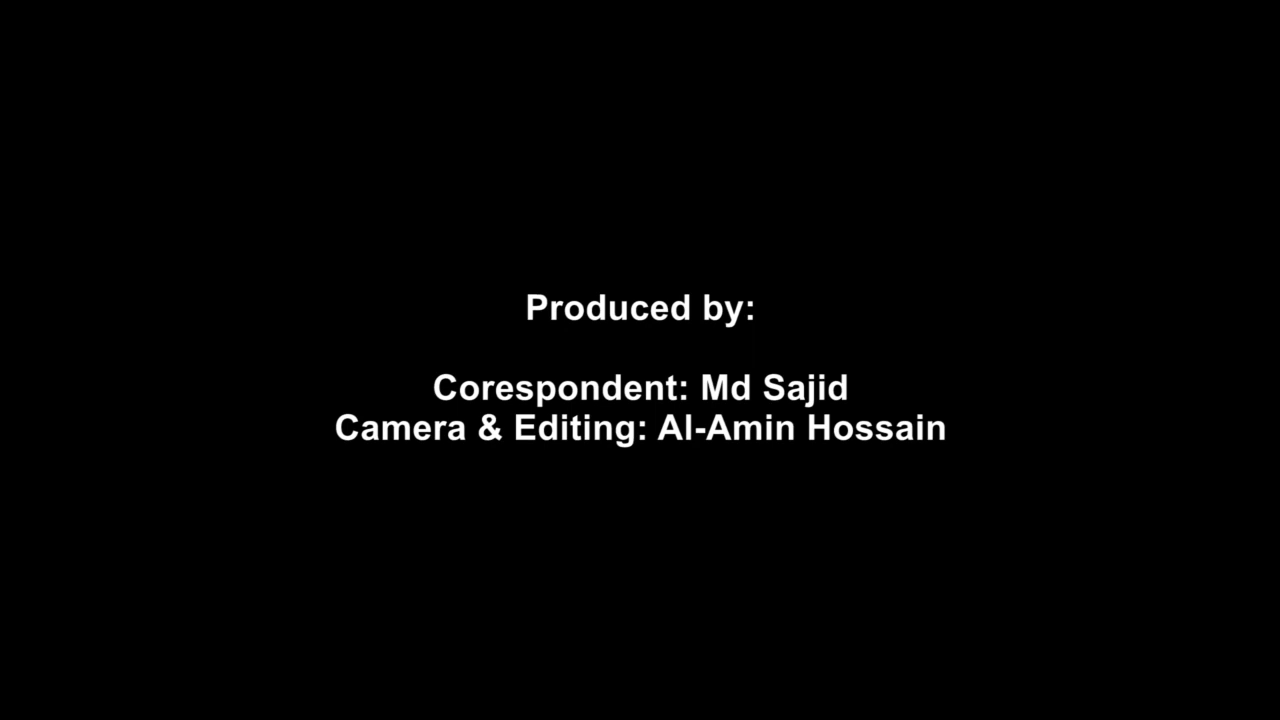 Produced by:
Corespondent: Md Sajid
Camera & Editing: Al-Amin Hossain